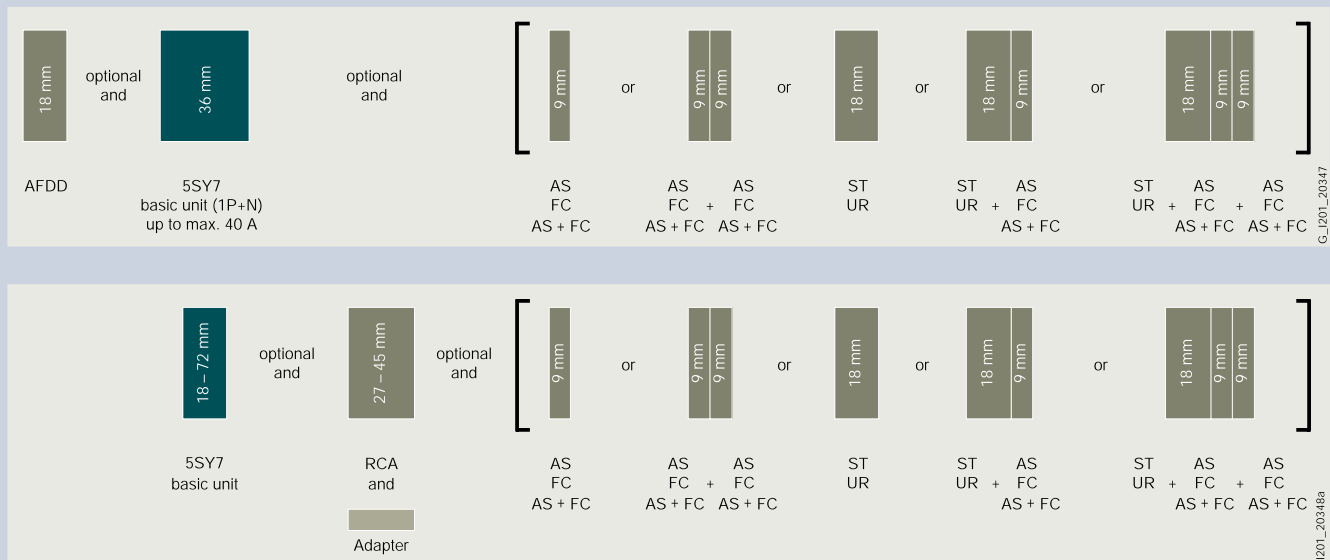 18 mm
optional
and
36 mm
optional
and
9 mm
or
9 mm
9 mm
or
18 mm
or
18 mm
9 mm
or
18 mm
9 mm
9 mm
AFDD
5SY7
basic unit (1P+N)
up to max. 40 A
AS
FC
AS + FC
AS AS
FC + FC
AS + FC AS + FC
ST
UR
ST AS
UR + FC
AS + FC
ST AS AS
UR + FC + FC
AS + FC AS + FC
G_I201_20347
18 – 72 mm
optional
and
27 – 45 mm
optional
and
9 mm
or
9 mm
9 mm
or
18 mm
or
18 mm
9 mm
or
18 mm
9 mm
9 mm
5SY7
basic unit
RCA
and
Adapter
AS
FC
AS + FC
AS AS
FC + FC
AS + FC AS + FC
ST
UR
ST AS
UR + FC
AS + FC
ST AS AS
UR + FC + FC
AS + FC AS + FC
I201_20348a